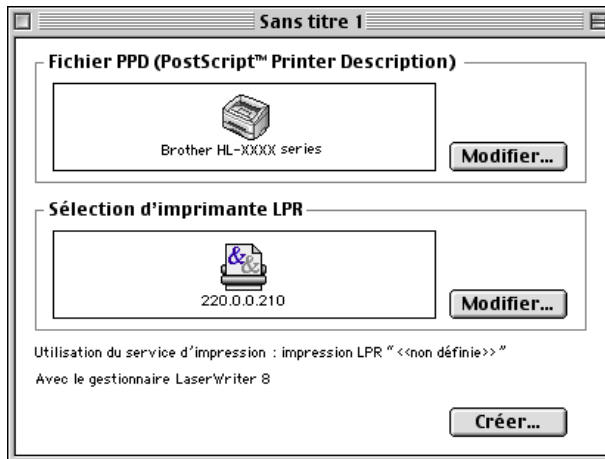 Sans titre 1
Fichier PPD (PostScript™ Printer Description)
Brother HL-XXXX series
Modifier...
Sélection d'imprimante LPR
220.0.0.210
Modifier...
Utilisation du service d'impression : impression LPR " <<non définie>> "
Avec le gestionnaire LaserWriter 8
Créer...